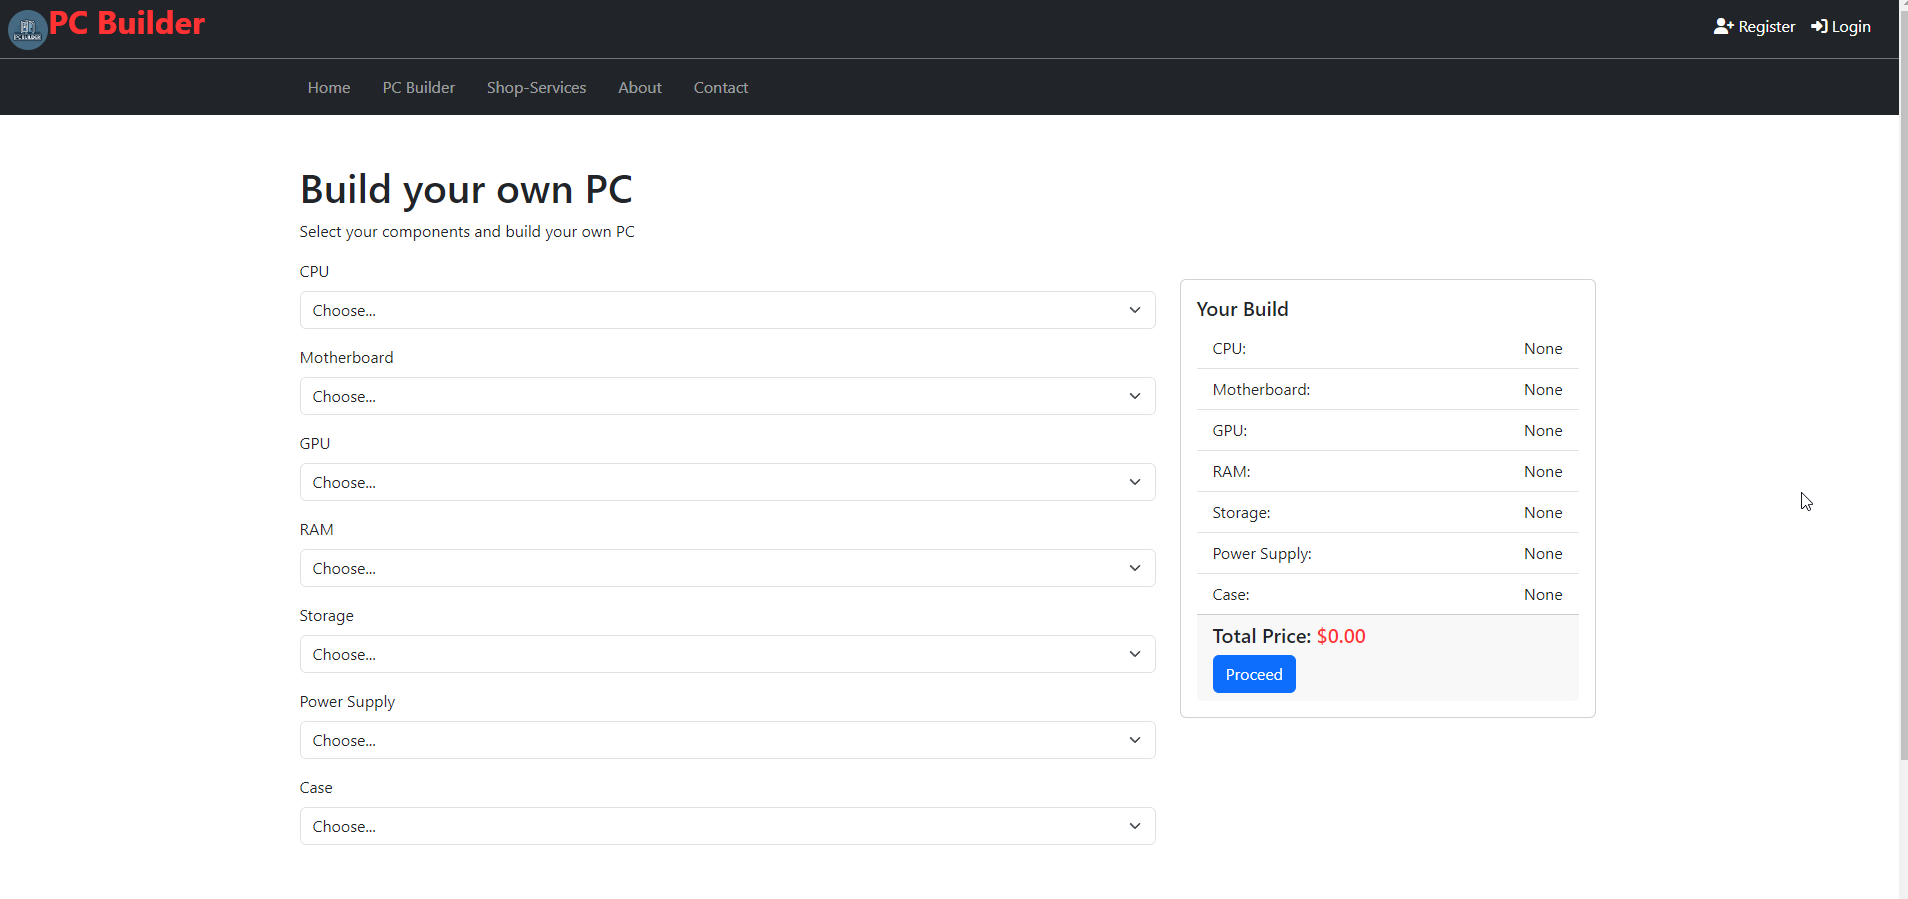 PC Builder
Register Login
Home PC Builder Shop-Services About Contact
Build your own PC
Select your components and build your own PC
CPU
Choose...
Motherboard
Choose...
GPU
Choose...
RAM
Choose...
Storage
Choose...
Power Supply
Choose...
Case
Choose...
Your Build
CPU: None
Motherboard: None
GPU: None
RAM: None
Storage: None
Power Supply: None
Case: None
Total Price: $0.00
Proceed